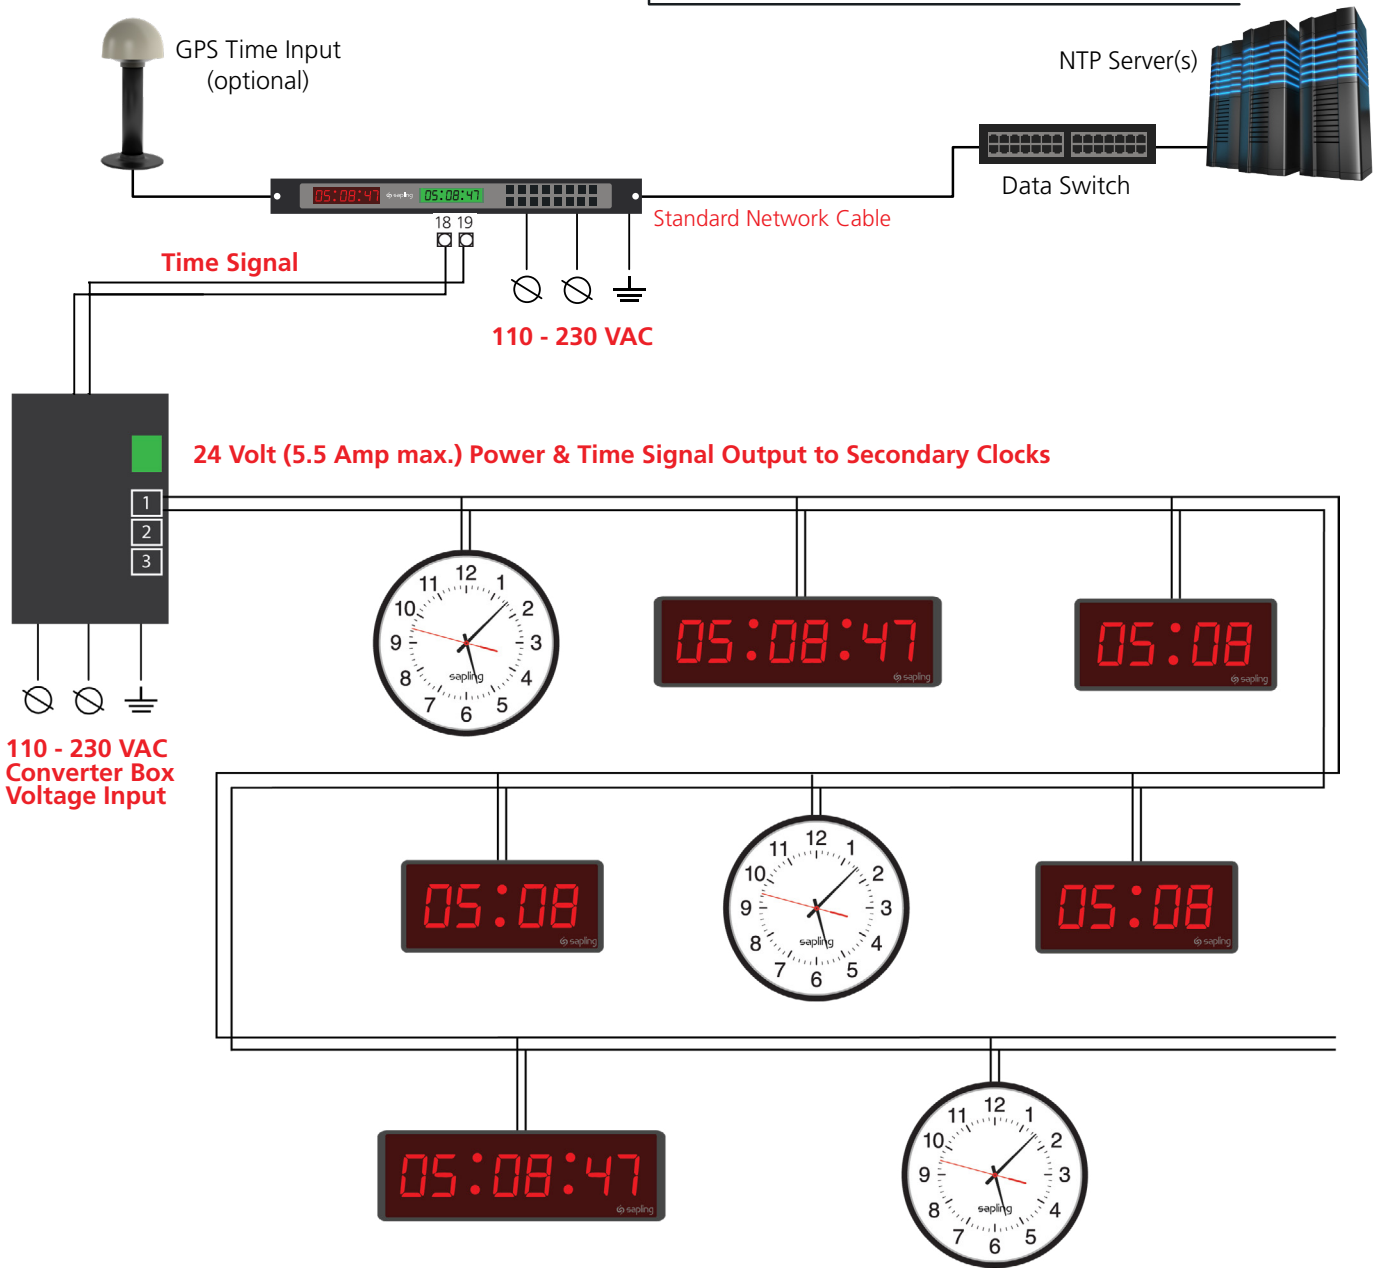 GPS Time Input
(optional)
NTP Server(s)
Data Switch
05:08:47 sapling 05:08:47
18 19
Standard Network Cable
Time Signal
110 - 230 VAC
24 Volt (5.5 Amp max.) Power & Time Signal Output to Secondary Clocks
1
2
3
110 - 230 VAC
Converter Box
Voltage Input
12 1 2 3 4 5 6 7 8 9 10 11
sapling
05:08:47
sapling
05:08
sapling
05:08
sapling
12 1 2 3 4 5 6 7 8 9 10 11
sapling
05:08
sapling
05:08:47
sapling
12 1 2 3 4 5 6 7 8 9 10 11
sapling